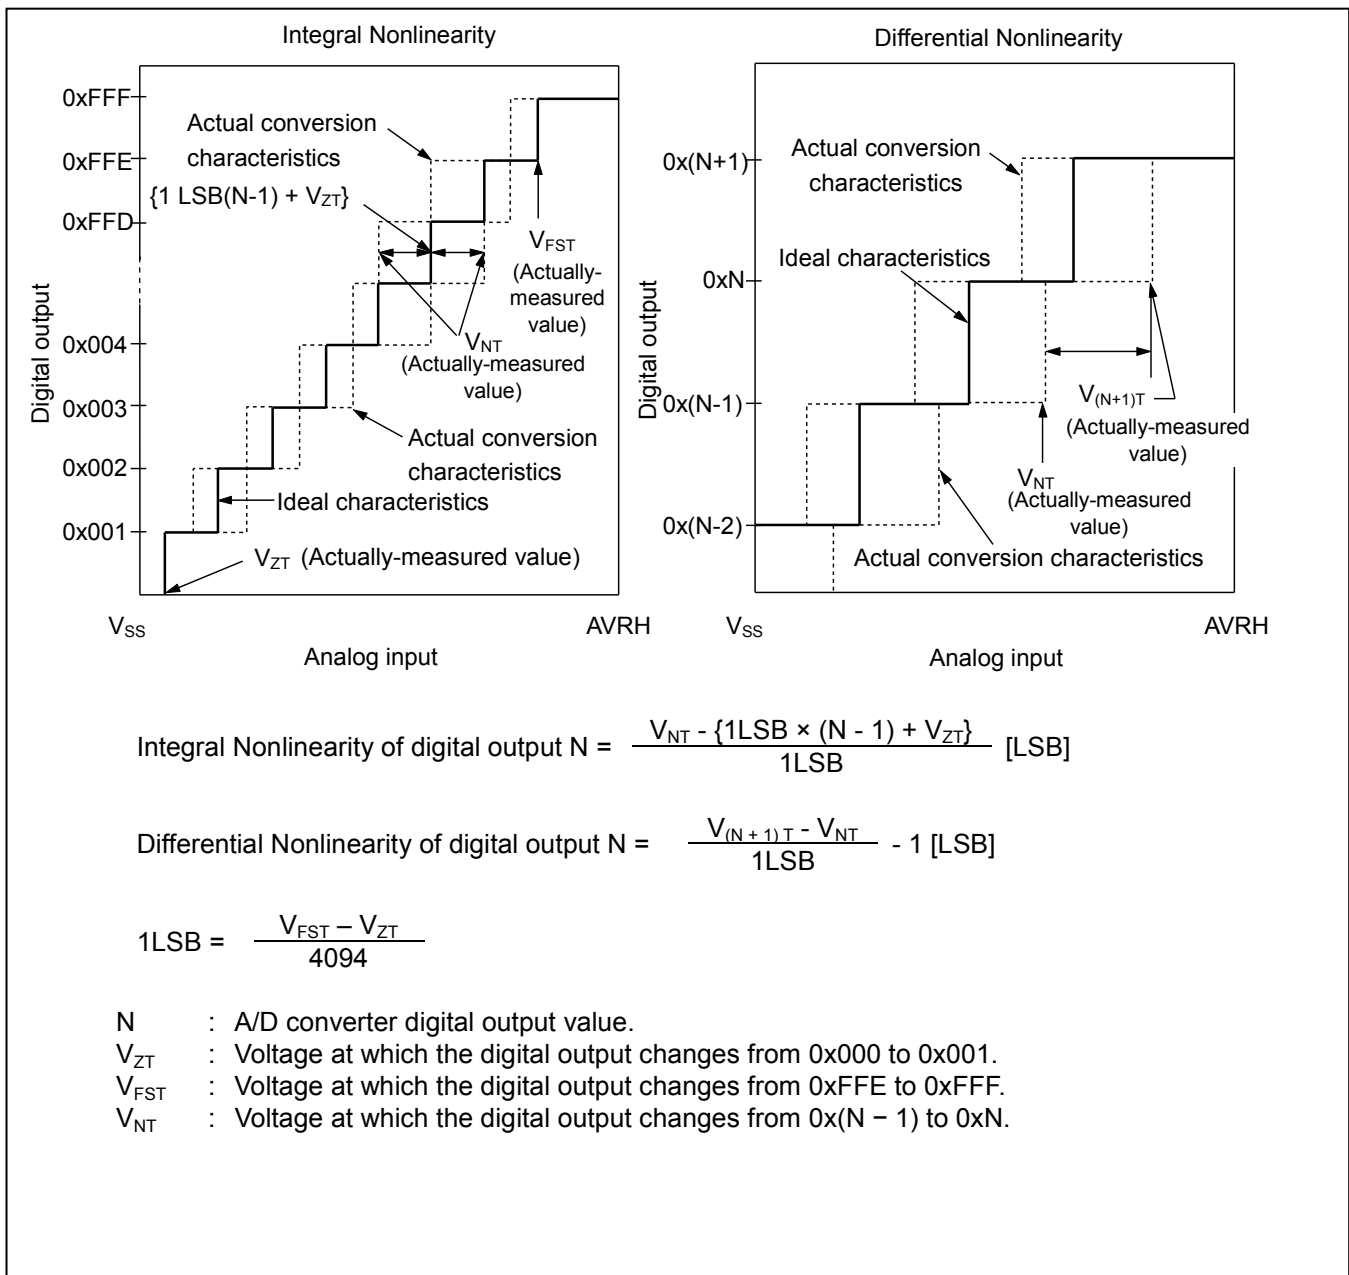 Integral Nonlinearity
0xFFF
0xFFE
0xFFD
0x004
0x003
0x002
0x001
Digital output
Actual conversion
characteristics
{1 LSB(N-1) + VZT}
VFST
(Actually-
measured
value)
VNT
(Actually-measured
value)
Actual conversion
characteristics
Ideal characteristics
VZT (Actually-measured value)
VSS
AVRH
Analog input
Differential Nonlinearity
0x(N+1)
0xN
0x(N-1)
0x(N-2)
Digital output
Actual conversion
characteristics
Ideal characteristics
V(N+1)T
(Actually-measured
value)
VNT
(Actually-measured
value)
Actual conversion characteristics
VSS
AVRH
Analog input
Integral Nonlinearity of digital output N = VNT - {1LSB × (N - 1) + VZT} / 1LSB [LSB]
Differential Nonlinearity of digital output N = V(N + 1) T - VNT / 1LSB - 1 [LSB]
1LSB = VFST – VZT / 4094
N : A/D converter digital output value.
VZT : Voltage at which the digital output changes from 0x000 to 0x001.
VFST : Voltage at which the digital output changes from 0xFFE to 0xFFF.
VNT : Voltage at which the digital output changes from 0x(N − 1) to 0xN.